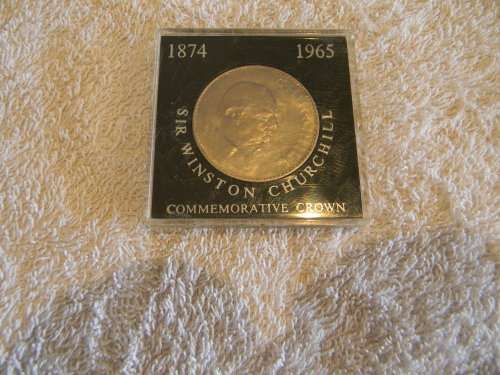 1874 1965
SIR WINSTON CHURCHILL
COMMEMORATIVE CROWN